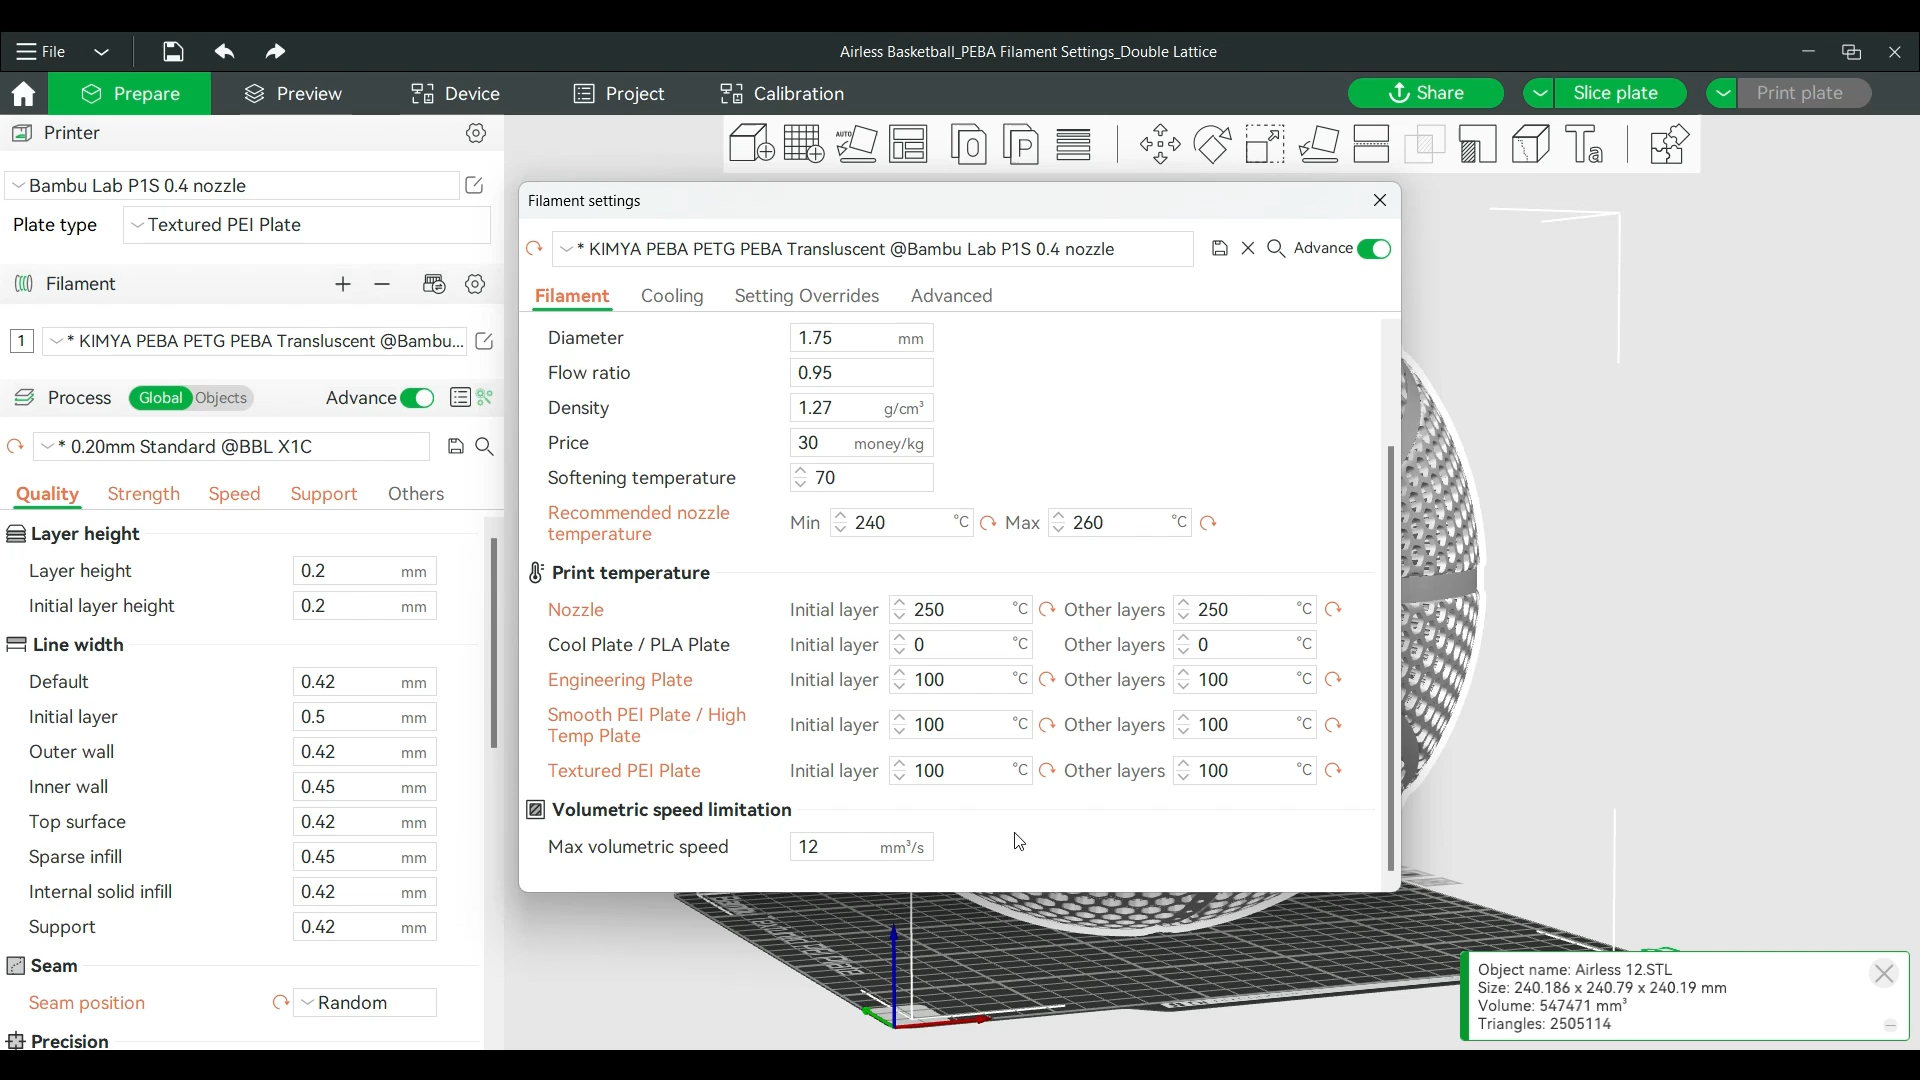 File
Airless Basketball_PEBA Filament Settings_Double Lattice
Prepare
Preview
Device
Project
Calibration
Share
Slice plate
Print plate
Printer
Bambu Lab P1S 0.4 nozzle
Plate type
Textured PEI Plate
Filament
1
* KIMYA PEBA PETG PEBA Transluscent @Bambu...
Process
Global
Objects
Advance
* 0.20mm Standard @BBL X1C
Quality
Strength
Speed
Support
Others
Layer height
Layer height 0.2 mm
Initial layer height 0.2 mm
Line width
Default 0.42 mm
Initial layer 0.5 mm
Outer wall 0.42 mm
Inner wall 0.45 mm
Top surface 0.42 mm
Sparse infill 0.45 mm
Internal solid infill 0.42 mm
Support 0.42 mm
Seam
Seam position Random
Precision
AUTO
O
P
Ta
Filament settings
* KIMYA PEBA PETG PEBA Transluscent @Bambu Lab P1S 0.4 nozzle
Advance
Filament
Cooling
Setting Overrides
Advanced
Diameter 1.75 mm
Flow ratio 0.95
Density 1.27 g/cm³
Price 30 money/kg
Softening temperature 70
Recommended nozzle
temperature
Min 240 °C Max 260 °C
Print temperature
Nozzle Initial layer 250 °C Other layers 250 °C
Cool Plate / PLA Plate Initial layer 0 °C Other layers 0 °C
Engineering Plate Initial layer 100 °C Other layers 100 °C
Smooth PEI Plate / High
Temp Plate
Initial layer 100 °C Other layers 100 °C
Textured PEI Plate Initial layer 100 °C Other layers 100 °C
Volumetric speed limitation
Max volumetric speed 12 mm³/s
Object name: Airless 12.STL
Size: 240.186 x 240.79 x 240.19 mm
Volume: 547471 mm³
Triangles: 2505114